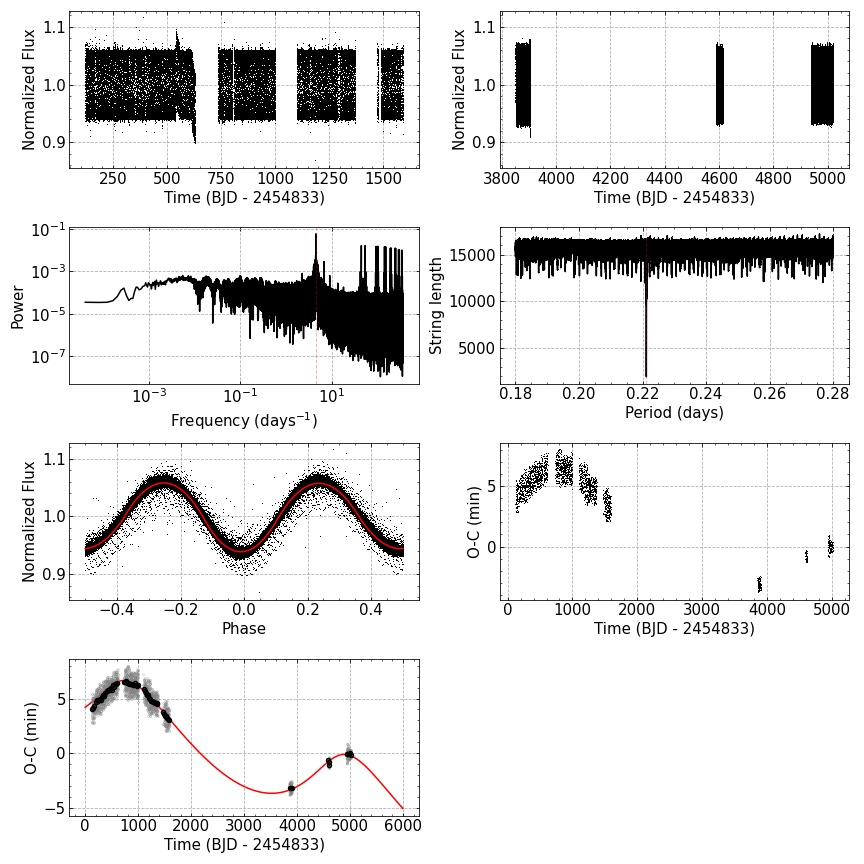 1.1
1.0
0.9
Normalized Flux
250 500 750 1000 1250 1500
Time (BJD - 2454833)
1.1
1.0
0.9
Normalized Flux
3800 4000 4200 4400 4600 4800 5000
Time (BJD - 2454833)
10⁻¹
10⁻³
10⁻⁵
10⁻⁷
Power
10⁻³ 10⁻¹ 10¹
Frequency (days⁻¹)
15000
10000
5000
String length
0.18 0.20 0.22 0.24 0.26 0.28
Period (days)
1.1
1.0
0.9
Normalized Flux
−0.4 −0.2 0.0 0.2 0.4
Phase
5
0
O-C (min)
0 1000 2000 3000 4000 5000
Time (BJD - 2454833)
5
0
−5
O-C (min)
0 1000 2000 3000 4000 5000 6000
Time (BJD - 2454833)